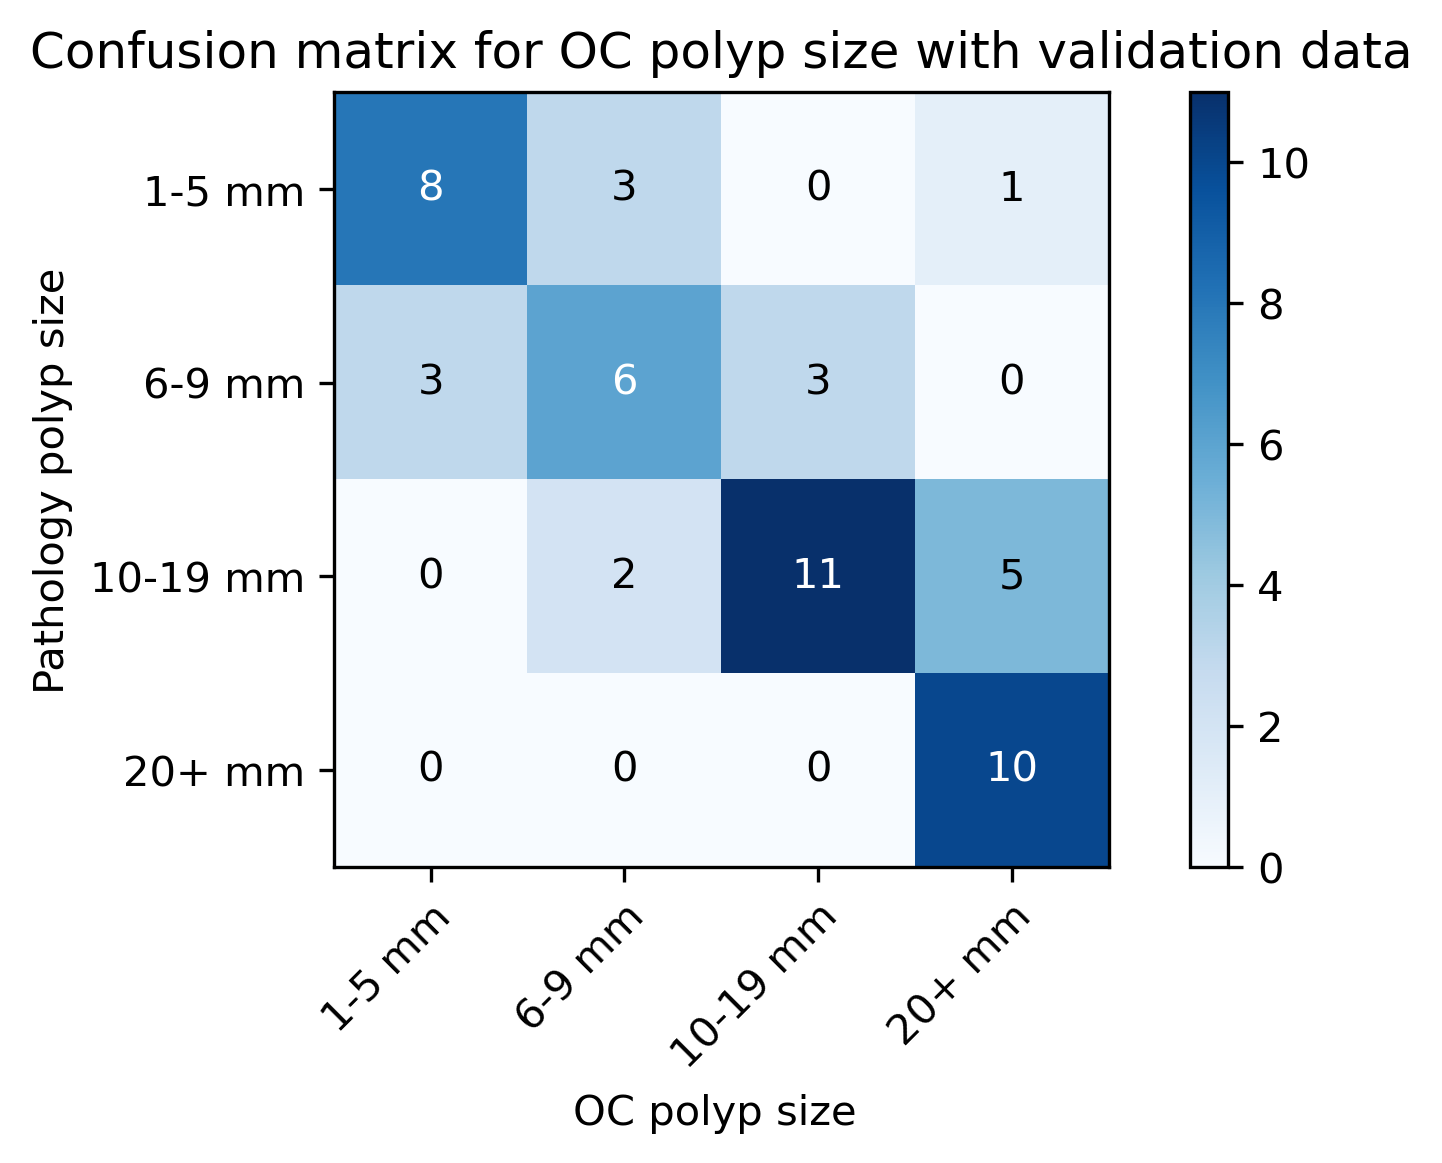 Confusion matrix for OC polyp size with validation data
Pathology polyp size
1-5 mm
8 3 0 1
6-9 mm
3 6 3 0
10-19 mm
0 2 11 5
20+ mm
0 0 0 10
1-5 mm
6-9 mm
10-19 mm
20+ mm
OC polyp size
10
8
6
4
2
0